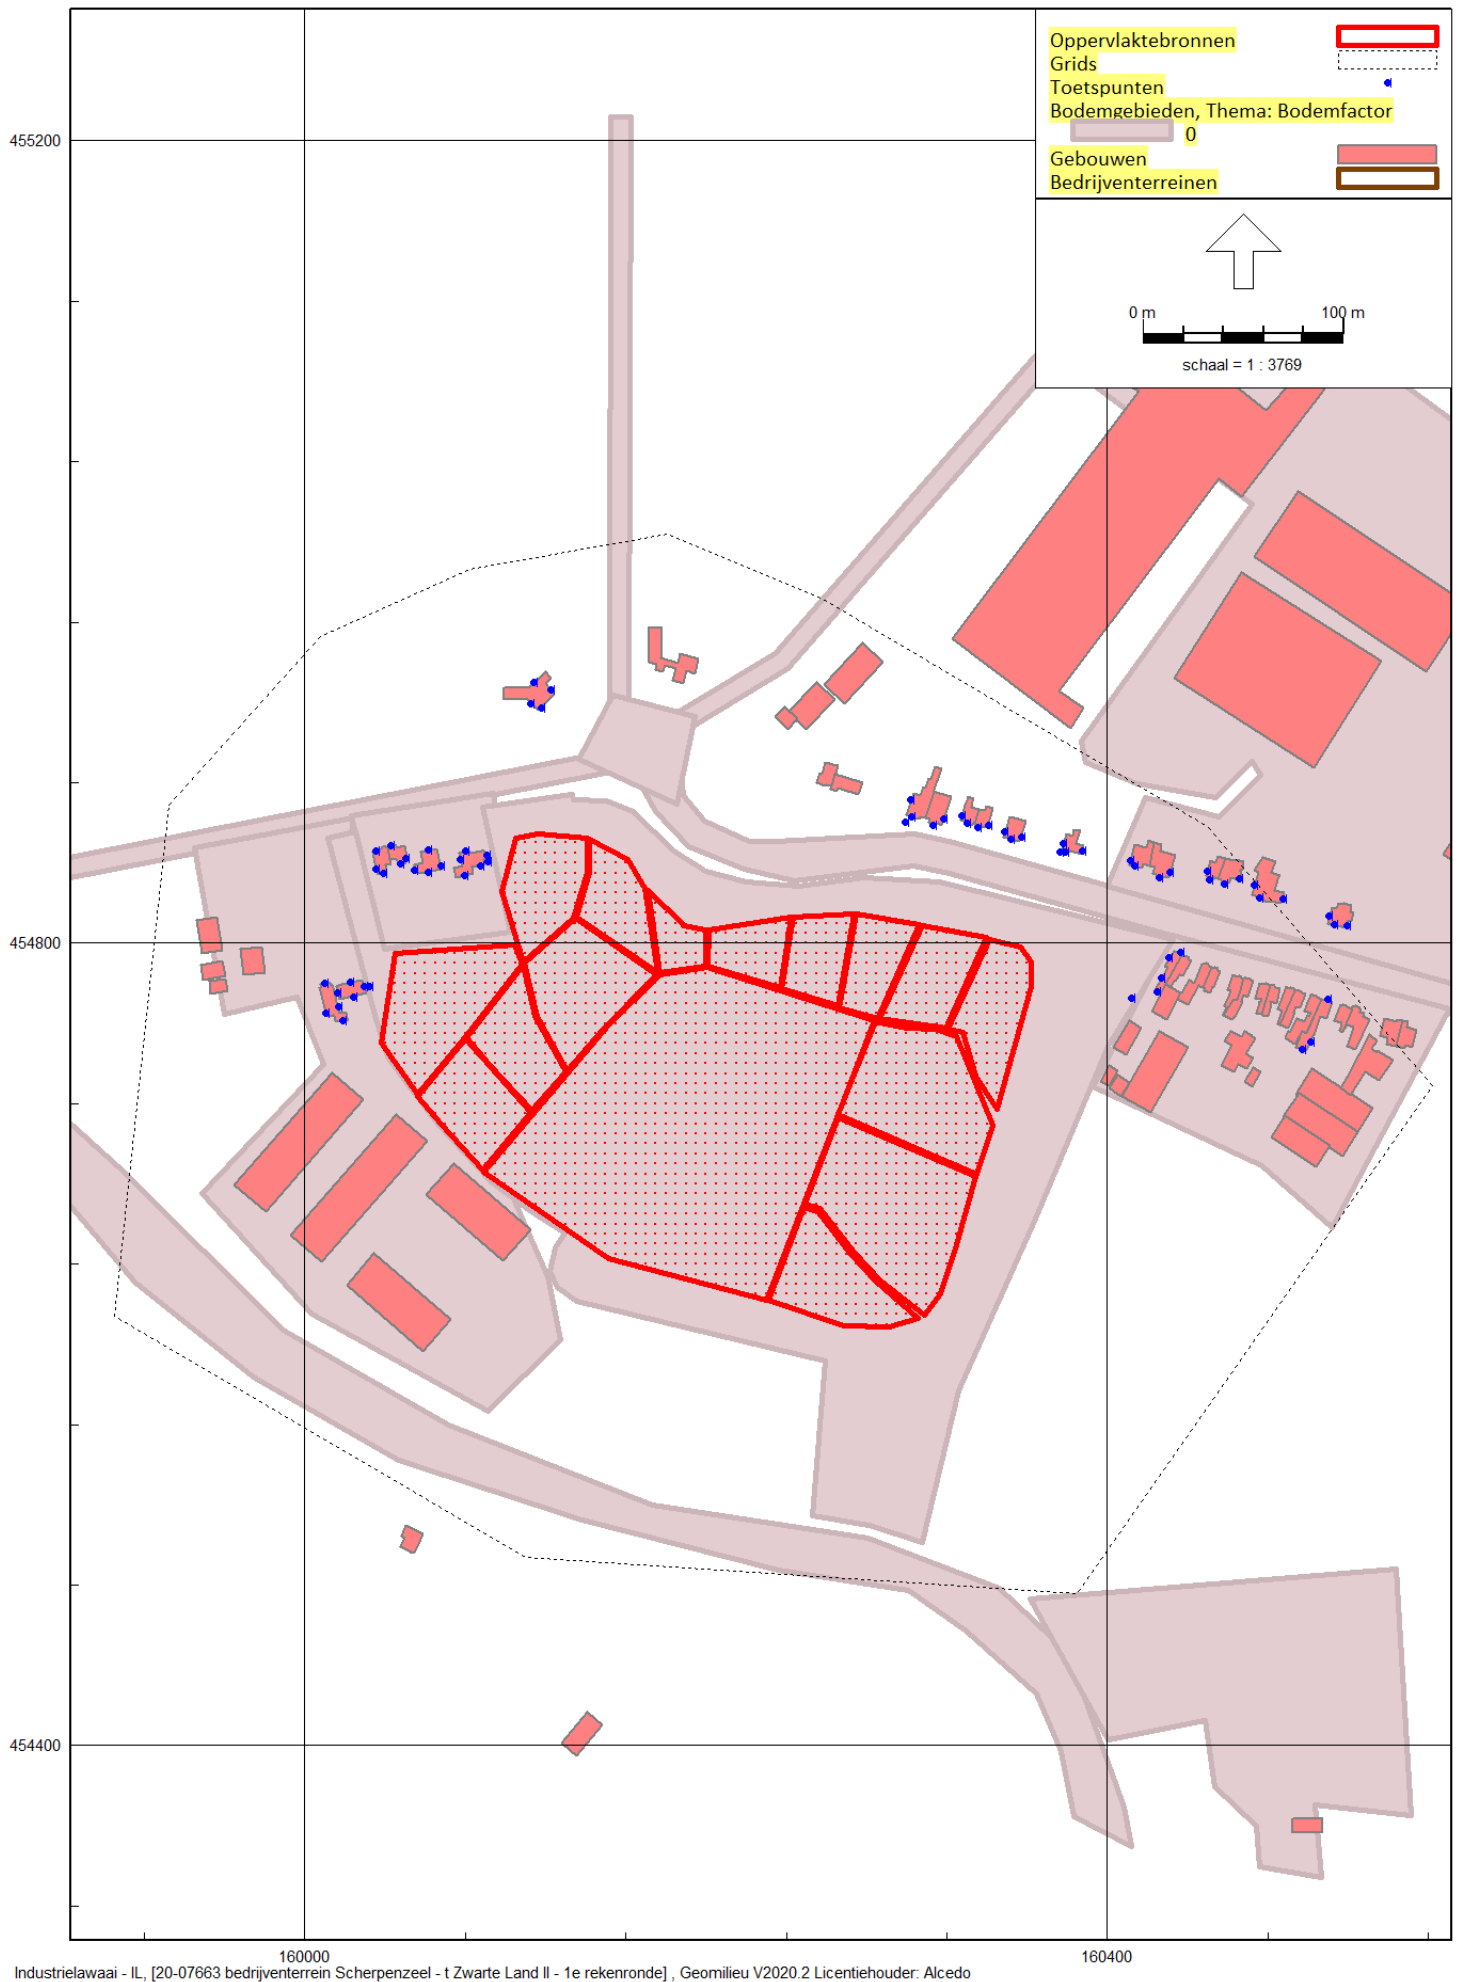 Oppervlaktebronnen
Grids
Toetspunten
Bodemgebieden, Thema: Bodemfactor
0
Gebouwen
Bedrijventerreinen
0 m 100 m
schaal = 1 : 3769
455200
454800
454400
160000 160400
Industrielawaai - IL, [20-07663 bedrijventerrein Scherpenzeel - t Zwarte Land II - 1e rekenronde] , Geomilieu V2020.2 Licentiehouder: Alcedo